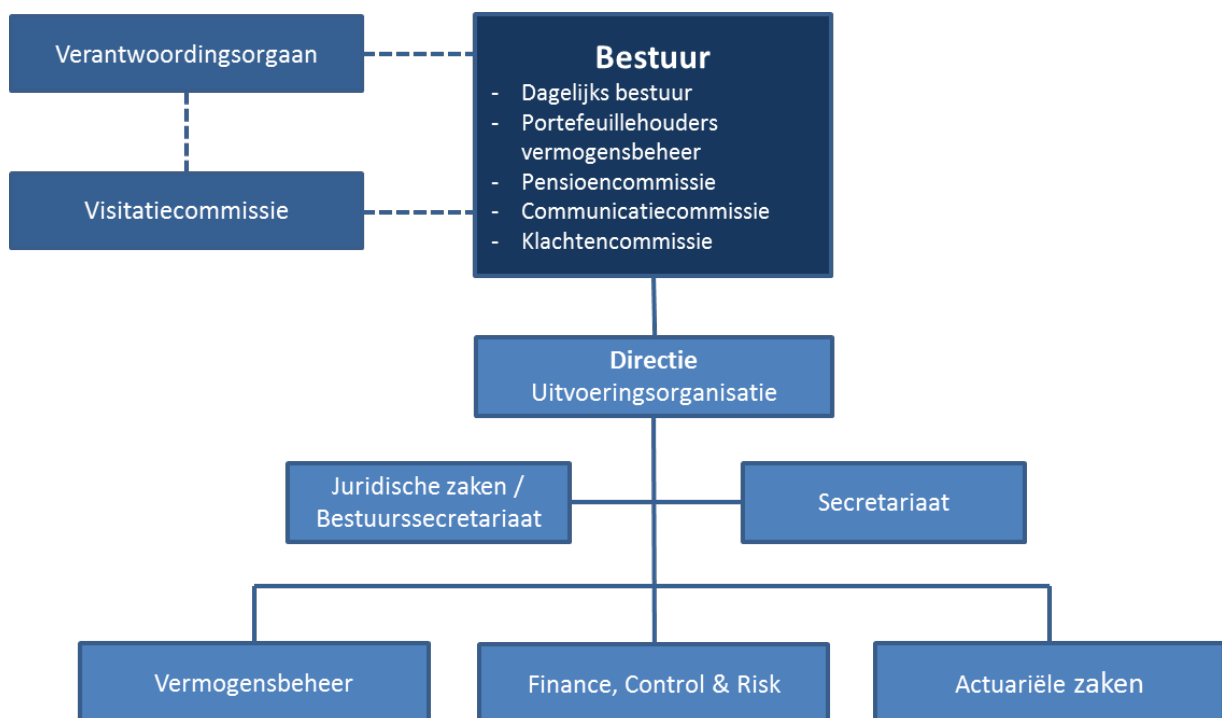 Verantwoordingsorgaan
Visitatiecommissie
Bestuur
- Dagelijks bestuur
- Portefeuillehouders
vermogensbeheer
- Pensioencommissie
- Communicatiecommissie
- Klachtencommissie
Directie
Uitvoeringsorganisatie
Juridische zaken /
Bestuurssecretariaat
Secretariaat
Vermogensbeheer
Finance, Control & Risk
Actuariële zaken